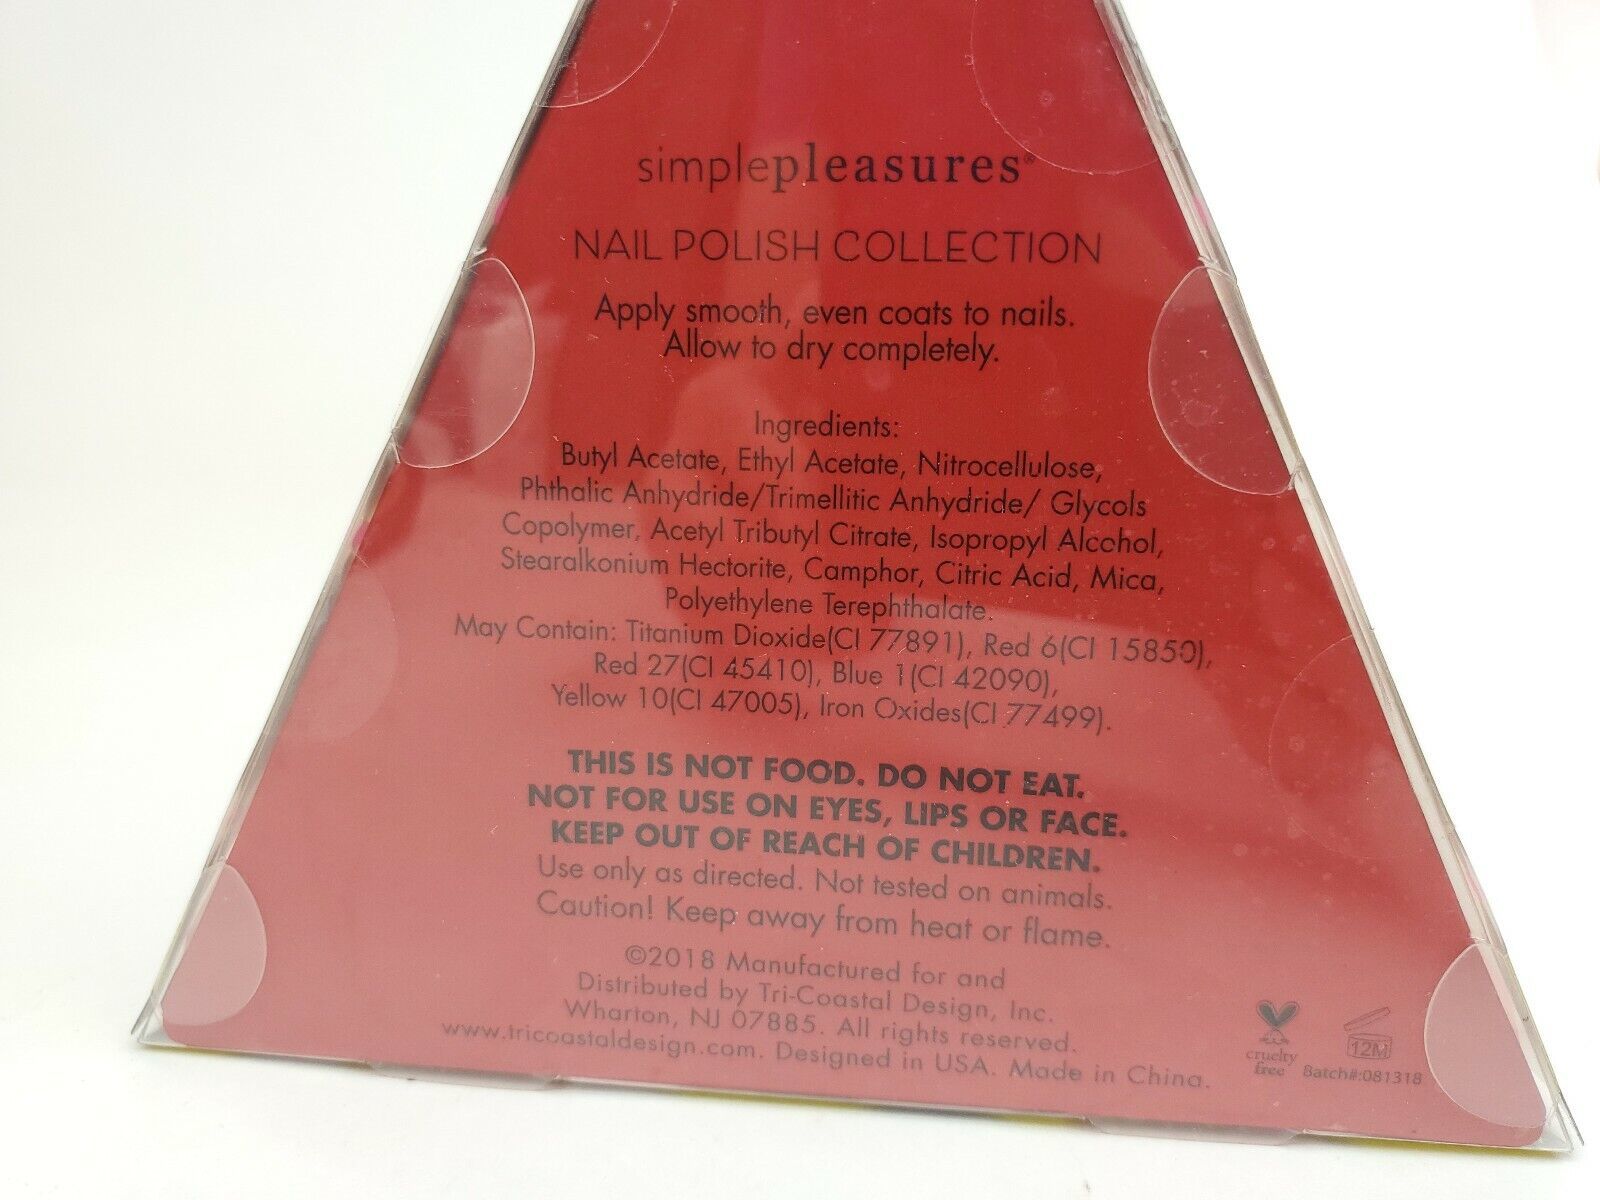 simplepleasures®
NAIL POLISH COLLECTION
Apply smooth, even coats to nails.
Allow to dry completely.
Ingredients:
Butyl Acetate, Ethyl Acetate, Nitrocellulose,
Phthalic Anhydride/Trimellitic Anhydride/ Glycols
Copolymer, Acetyl Tributyl Citrate, Isopropyl Alcohol,
Stearalkonium Hectorite, Camphor, Citric Acid, Mica,
Polyethylene Terephthalate.
May Contain: Titanium Dioxide(CI 77891), Red 6(CI 15850),
Red 27(CI 45410), Blue 1(CI 42090),
Yellow 10(CI 47005), Iron Oxides(CI 77499).
THIS IS NOT FOOD. DO NOT EAT.
NOT FOR USE ON EYES, LIPS OR FACE.
KEEP OUT OF REACH OF CHILDREN.
Use only as directed. Not tested on animals.
Caution! Keep away from heat or flame.
©2018 Manufactured for and
Distributed by Tri-Coastal Design, Inc.
Wharton, NJ 07885. All rights reserved.
www.tricoastaldesign.com. Designed in USA. Made in China.
cruelty
free
12M
Batch#:081318